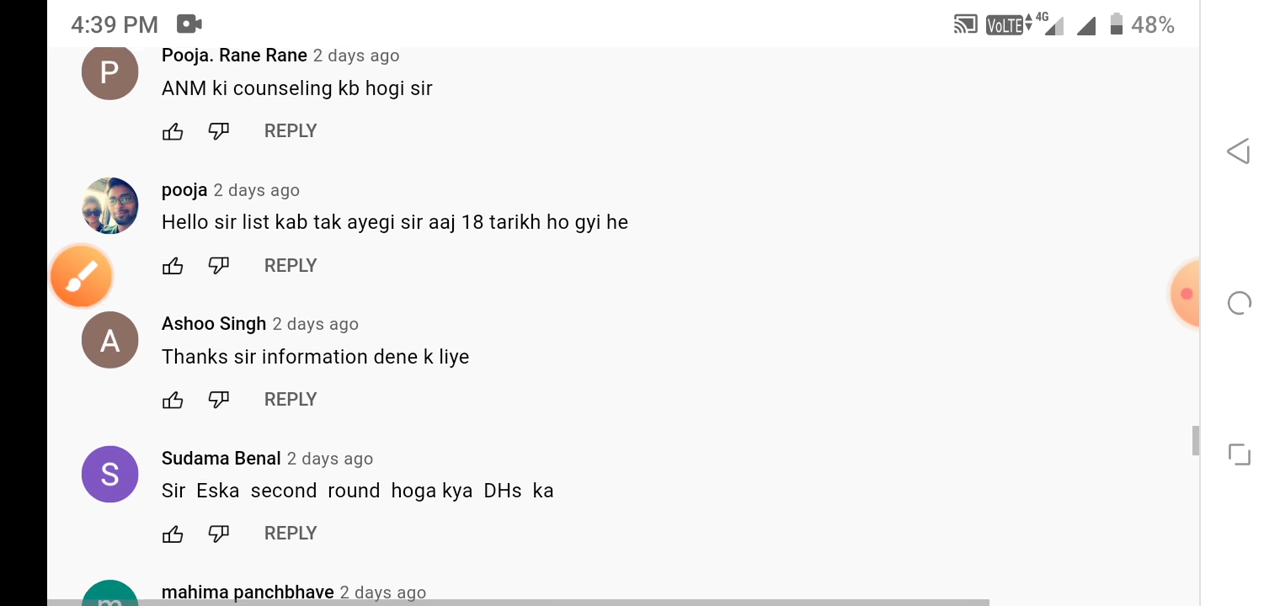 4:39 PM VoLTE 4G 48%
P
Pooja. Rane Rane 2 days ago
ANM ki counseling kb hogi sir
REPLY
pooja 2 days ago
Hello sir list kab tak ayegi sir aaj 18 tarikh ho gyi he
REPLY
A
Ashoo Singh 2 days ago
Thanks sir information dene k liye
REPLY
S
Sudama Benal 2 days ago
Sir Eska second round hoga kya DHs ka
REPLY
m
mahima panchbhave 2 days ago